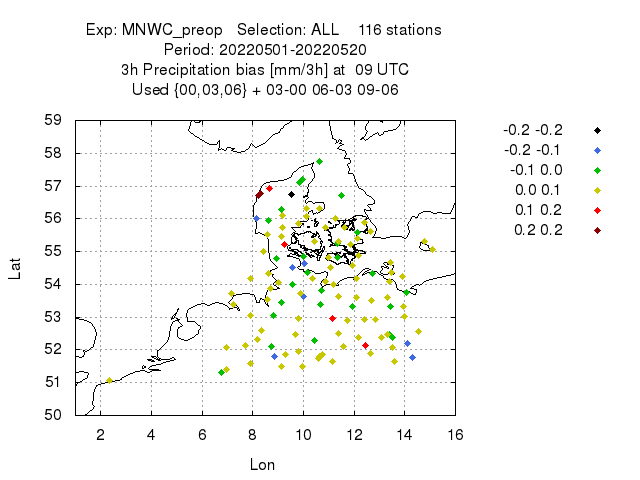 Exp: MNWC_preop Selection: ALL 116 stations
Period: 20220501-20220520
3h Precipitation bias [mm/3h] at 09 UTC
Used {00,03,06} + 03-00 06-03 09-06
59
58
57
56
55
54
53
52
51
50
Lat
2 4 6 8 10 12 14 16
Lon
-0.2 -0.2
-0.2 -0.1
-0.1 0.0
0.0 0.1
0.1 0.2
0.2 0.2